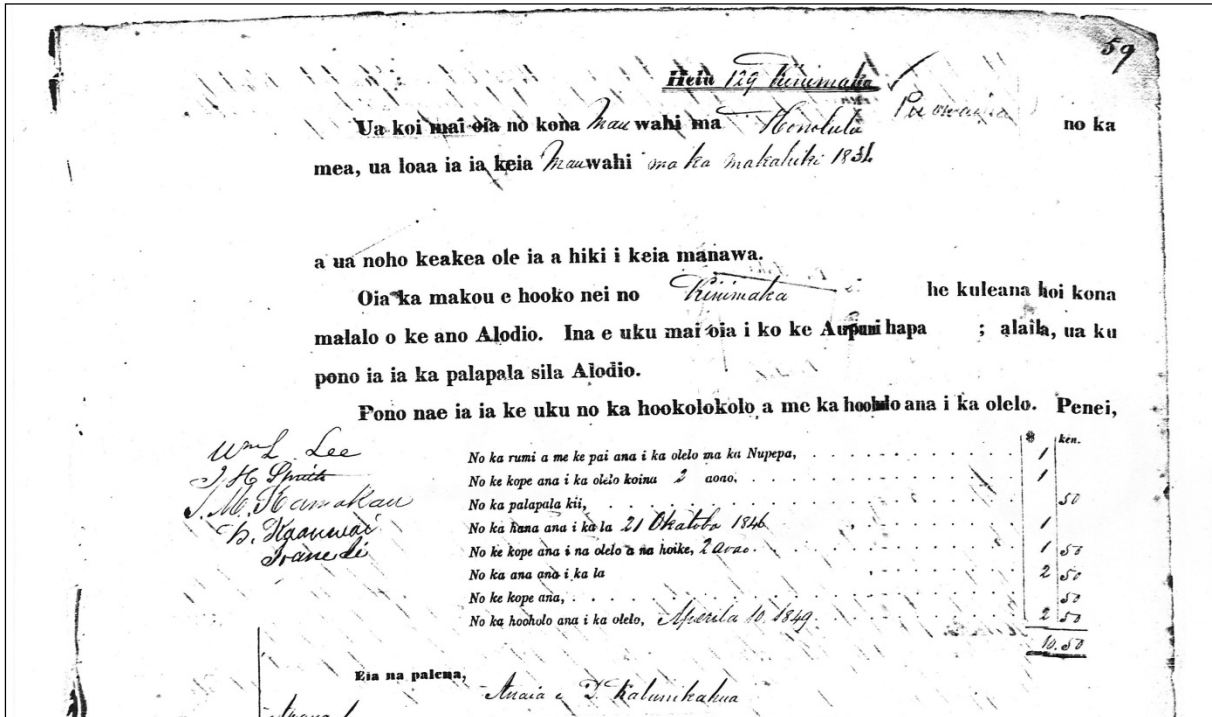 59
Helu 129 Kinimaka ✓
Ua koi mai oia no kona mau wahi ma Honolulu Puowaina no ka
mea, ua loaa ia ia keia mau wahi ma ka makahiki 1831.
a ua noho keakea ole ia a hiki i keia manawa.
Oia ka makou e hooko nei no Kinimaka he kuleana hoi kona
malalo o ke ano Alodio. Ina e uku mai oia i ko ke Aupuni hapa ; alaila, ua ku
pono ia ia ka palapala sila Alodio.
Pono nae ia ia ke uku no ka hookolokolo a me ka hooholo ana i ka olelo. Penei,
$ ken.
Wm L. Lee
J. H. Smith
S. M. Kamakau
Z. Kaauwai
Ioane Ii
No ka rumi a me ke pai ana i ka olelo ma ka Nupepa, 1
No ke kope ana i ka olelo koina 2 aoao, 1
No ka palapala kii, 50
No ka hana ana i ka la 21 Okatoba 1846 1
No ke kope ana i na olelo a na hoike, 2 aoao. 1 50
No ka ana ana i ka la 2 50
No ke kope ana, 50
No ka hooholo ana i ka olelo, Aperila 10. 1849. 2 50
10.50
Eia na palena,
Anaia e T. Kalunikahua
Apana 1